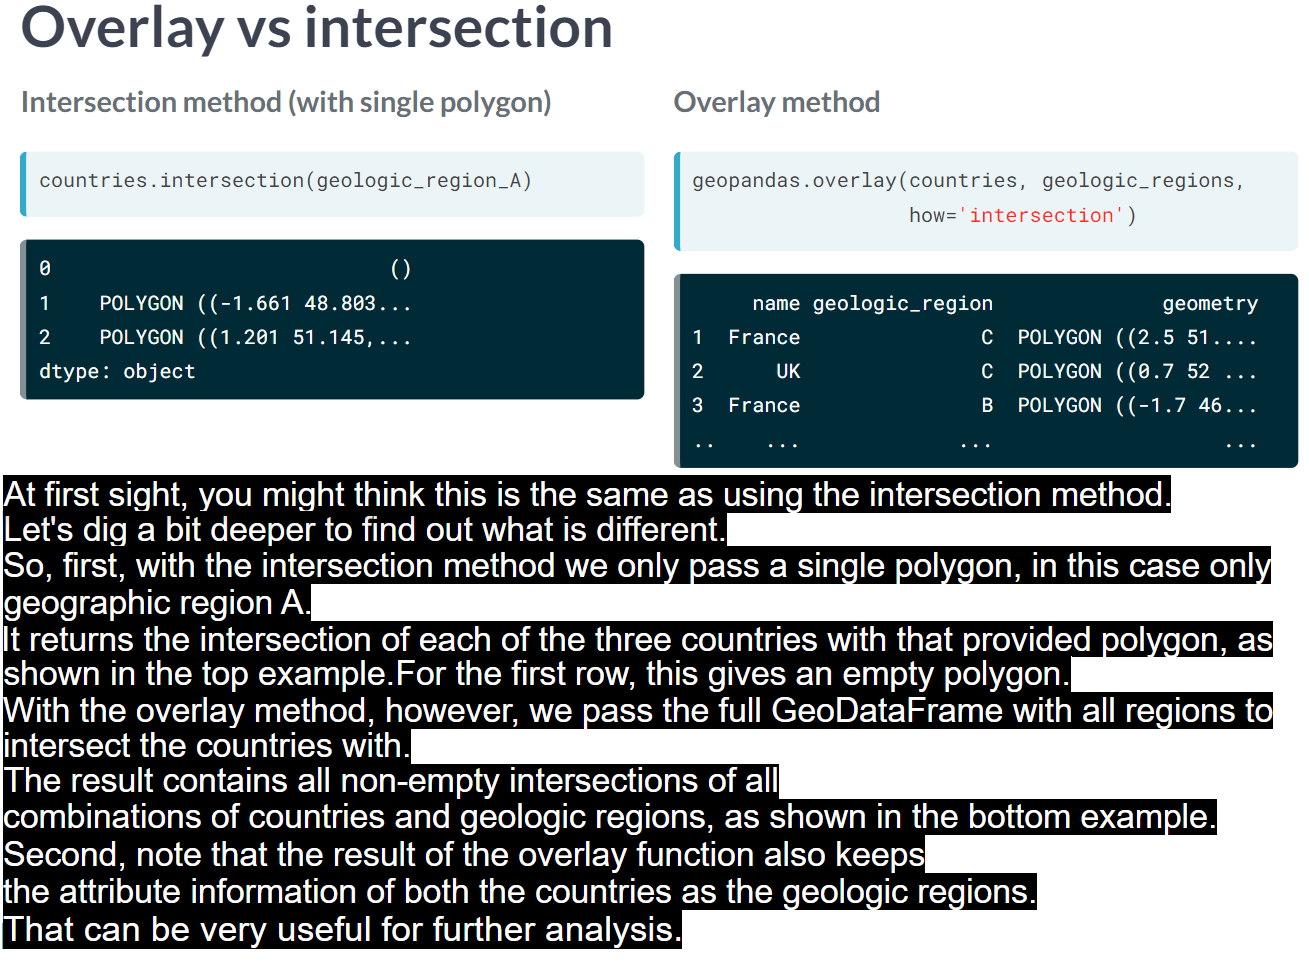 Overlay vs intersection
Intersection method (with single polygon)
countries.intersection(geologic_region_A)
0                             ()
1    POLYGON ((-1.661 48.803...
2    POLYGON ((1.201 51.145,...
dtype: object
Overlay method
geopandas.overlay(countries, geologic_regions,
                  how='intersection')
     name geologic_region              geometry
1  France               C  POLYGON ((2.5 51....
2      UK               C  POLYGON ((0.7 52 ...
3  France               B  POLYGON ((-1.7 46...
..    ...             ...                   ...
At first sight, you might think this is the same as using the intersection method.
Let's dig a bit deeper to find out what is different.
So, first, with the intersection method we only pass a single polygon, in this case only
geographic region A.
It returns the intersection of each of the three countries with that provided polygon, as
shown in the top example.For the first row, this gives an empty polygon.
With the overlay method, however, we pass the full GeoDataFrame with all regions to
intersect the countries with.
The result contains all non-empty intersections of all
combinations of countries and geologic regions, as shown in the bottom example.
Second, note that the result of the overlay function also keeps
the attribute information of both the countries as the geologic regions.
That can be very useful for further analysis.